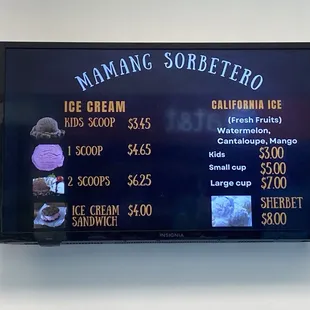 MAMANG SORBETERO
ICE CREAM
KIDS SCOOP $3.45
1 SCOOP $4.65
2 SCOOPS $6.25
ICE CREAM SANDWICH $4.00
CALIFORNIA ICE
(Fresh Fruits)
Watermelon,
Cantaloupe, Mango
Kids $3.00
Small cup $5.00
Large cup $7.00
SHERBET
$8.00
INSIGNIA